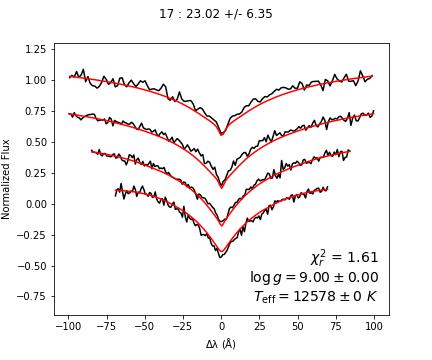 17 : 23.02 +/- 6.35
Normalized Flux
1.25
1.00
0.75
0.50
0.25
0.00
−0.25
−0.50
−0.75
χ²ᵣ = 1.61
log g = 9.00 ± 0.00
T_eff = 12578 ± 0 K
−100 −75 −50 −25 0 25 50 75 100
Δλ (Å)